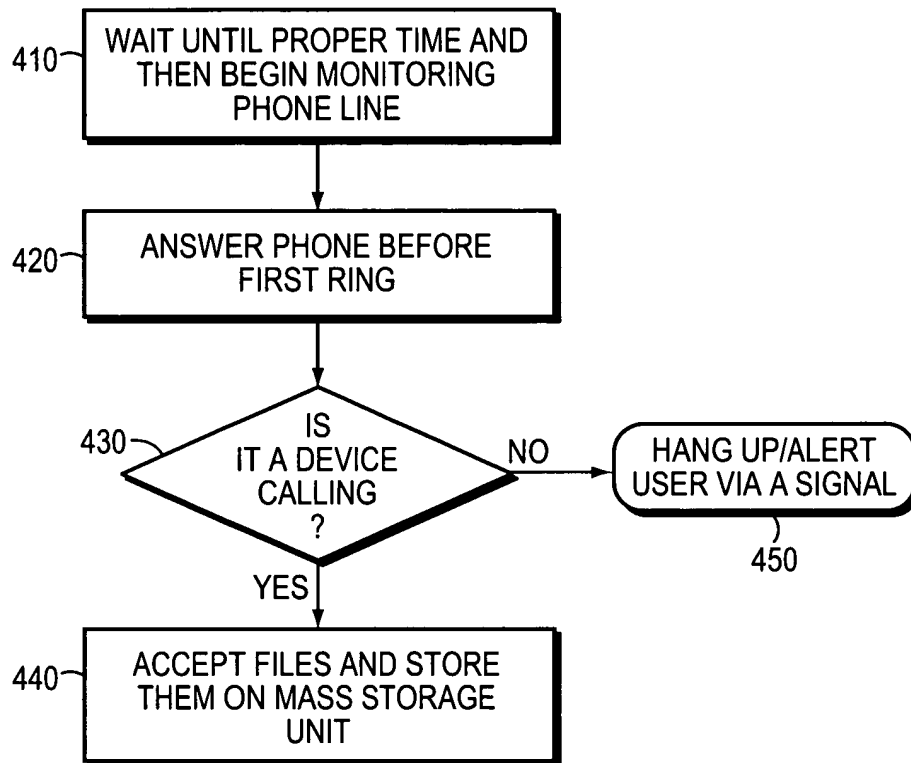 410
WAIT UNTIL PROPER TIME AND
THEN BEGIN MONITORING
PHONE LINE
420
ANSWER PHONE BEFORE
FIRST RING
430
IS
IT A DEVICE
CALLING
?
NO
HANG UP/ALERT
USER VIA A SIGNAL
450
YES
440
ACCEPT FILES AND STORE
THEM ON MASS STORAGE
UNIT